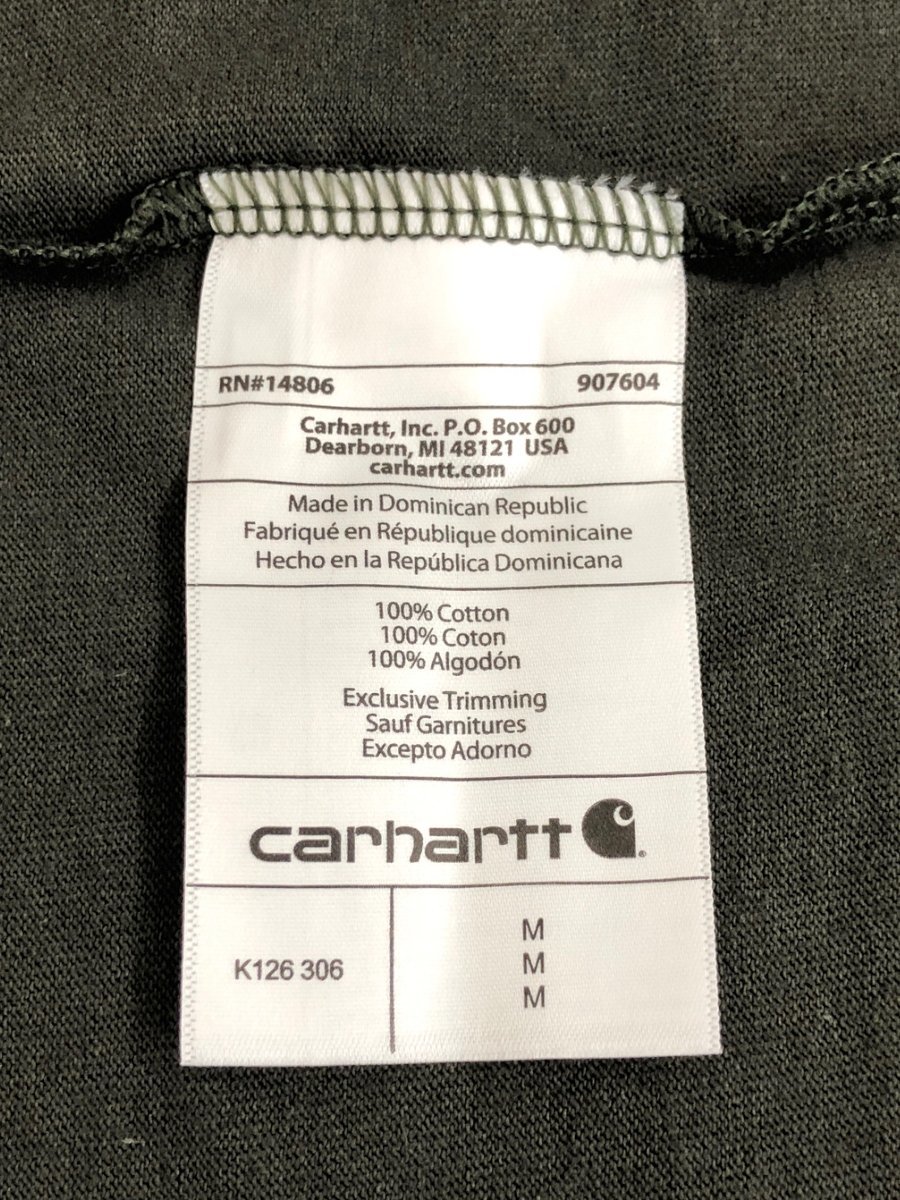 RN#14806 907604
Carhartt, Inc. P.O. Box 600
Dearborn, MI 48121 USA
carhartt.com
Made in Dominican Republic
Fabriqué en République dominicaine
Hecho en la República Dominicana
100% Cotton
100% Coton
100% Algodón
Exclusive Trimming
Sauf Garnitures
Excepto Adorno
carhartt
K126 306
M
M
M